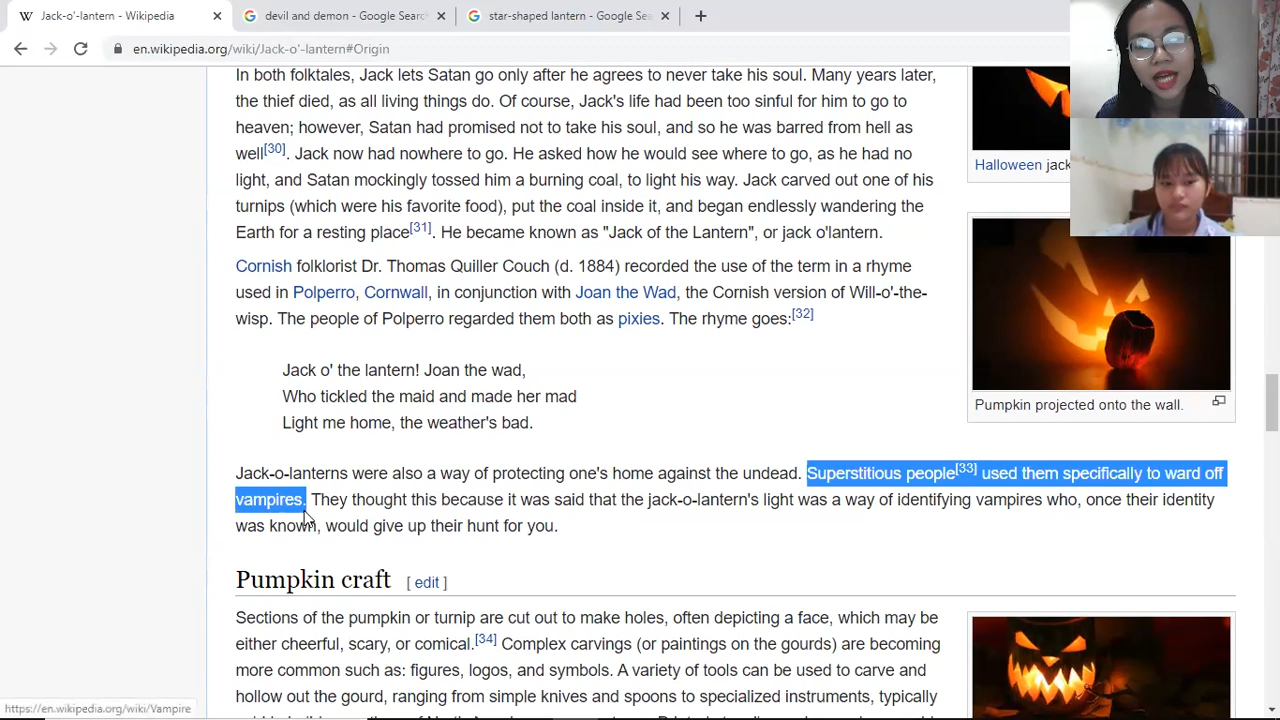 Jack-o'-lantern - Wikipedia
devil and demon - Google Searc
star-shaped lantern - Google Se
en.wikipedia.org/wiki/Jack-o'-lantern#Origin
In both folktales, Jack lets Satan go only after he agrees to never take his soul. Many years later,
the thief died, as all living things do. Of course, Jack's life had been too sinful for him to go to
heaven; however, Satan had promised not to take his soul, and so he was barred from hell as
well[30]. Jack now had nowhere to go. He asked how he would see where to go, as he had no
light, and Satan mockingly tossed him a burning coal, to light his way. Jack carved out one of his
turnips (which were his favorite food), put the coal inside it, and began endlessly wandering the
Earth for a resting place[31]. He became known as "Jack of the Lantern", or jack o'lantern.
Halloween jack
Cornish folklorist Dr. Thomas Quiller Couch (d. 1884) recorded the use of the term in a rhyme
used in Polperro, Cornwall, in conjunction with Joan the Wad, the Cornish version of Will-o'-the-
wisp. The people of Polperro regarded them both as pixies. The rhyme goes:[32]
Jack o' the lantern! Joan the wad,
Who tickled the maid and made her mad
Light me home, the weather's bad.
Pumpkin projected onto the wall.
Jack-o-lanterns were also a way of protecting one's home against the undead. Superstitious people[33] used them specifically to ward off
vampires. They thought this because it was said that the jack-o-lantern's light was a way of identifying vampires who, once their identity
was known, would give up their hunt for you.
Pumpkin craft [ edit ]
Sections of the pumpkin or turnip are cut out to make holes, often depicting a face, which may be
either cheerful, scary, or comical.[34] Complex carvings (or paintings on the gourds) are becoming
more common such as: figures, logos, and symbols. A variety of tools can be used to carve and
hollow out the gourd, ranging from simple knives and spoons to specialized instruments, typically
https://en.wikipedia.org/wiki/Vampire